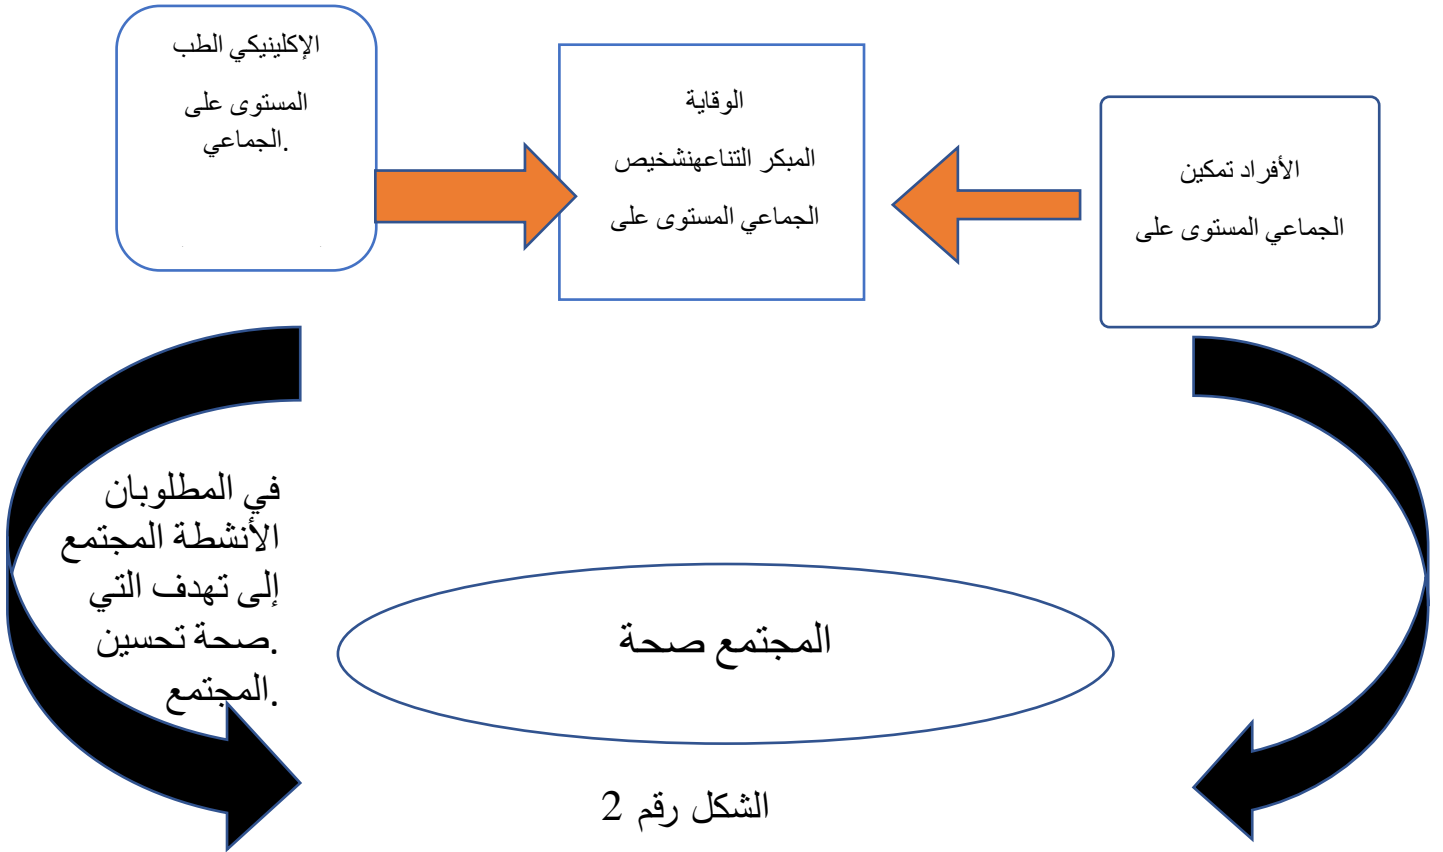 الأفراد تمكين
الجماعي المستوى على
الوقاية
المبكر التناعهنشخيص
الجماعي المستوى على
الإكلينيكي الطب
المستوى على
.الجماعي
في المطلوبان
الأنشطة المجتمع
إلى تهدف التي
.صحة تحسين
.المجتمع
المجتمع صحة
الشكل رقم 2